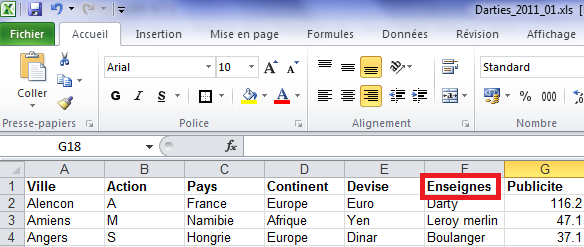 Darties_2011_01.xls [
Fichier Accueil Insertion Mise en page Formules Données Révision Affichage
Coller
Arial 10
G I S A
Standard
% 000
Presse-papiers Police Alignement Nombre
G18 fx
A B C D E F G
1 Ville Action Pays Continent Devise Enseignes Publicite
2 Alencon A France Europe Euro Darty 116.2
3 Amiens M Namibie Afrique Yen Leroy merlin 47.1
4 Angers S Hongrie Europe Dinar Boulanger 37.1